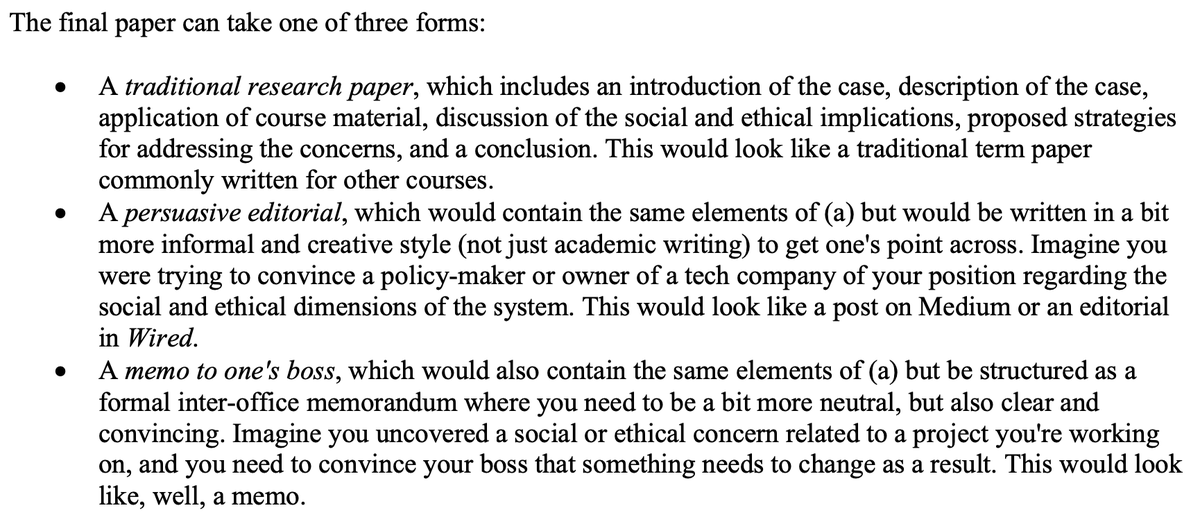 The final paper can take one of three forms:
• A traditional research paper, which includes an introduction of the case, description of the case,
application of course material, discussion of the social and ethical implications, proposed strategies
for addressing the concerns, and a conclusion. This would look like a traditional term paper
commonly written for other courses.
• A persuasive editorial, which would contain the same elements of (a) but would be written in a bit
more informal and creative style (not just academic writing) to get one's point across. Imagine you
were trying to convince a policy-maker or owner of a tech company of your position regarding the
social and ethical dimensions of the system. This would look like a post on Medium or an editorial
in Wired.
• A memo to one's boss, which would also contain the same elements of (a) but be structured as a
formal inter-office memorandum where you need to be a bit more neutral, but also clear and
convincing. Imagine you uncovered a social or ethical concern related to a project you're working
on, and you need to convince your boss that something needs to change as a result. This would look
like, well, a memo.